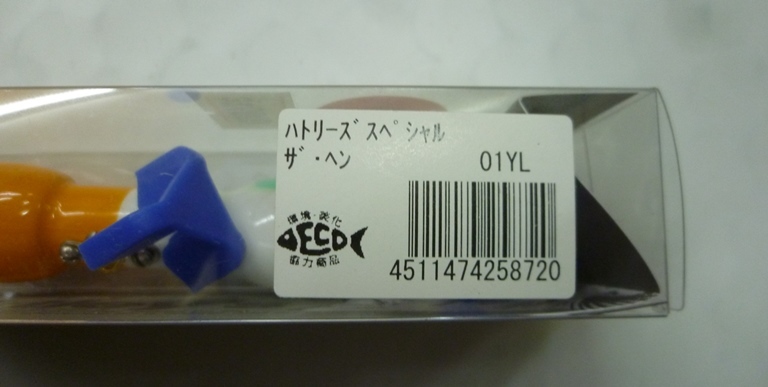 ハトリーズ゛スペシャル
ザ・ヘン 01YL
環境・美化
ECO
協力商品
4511474258720